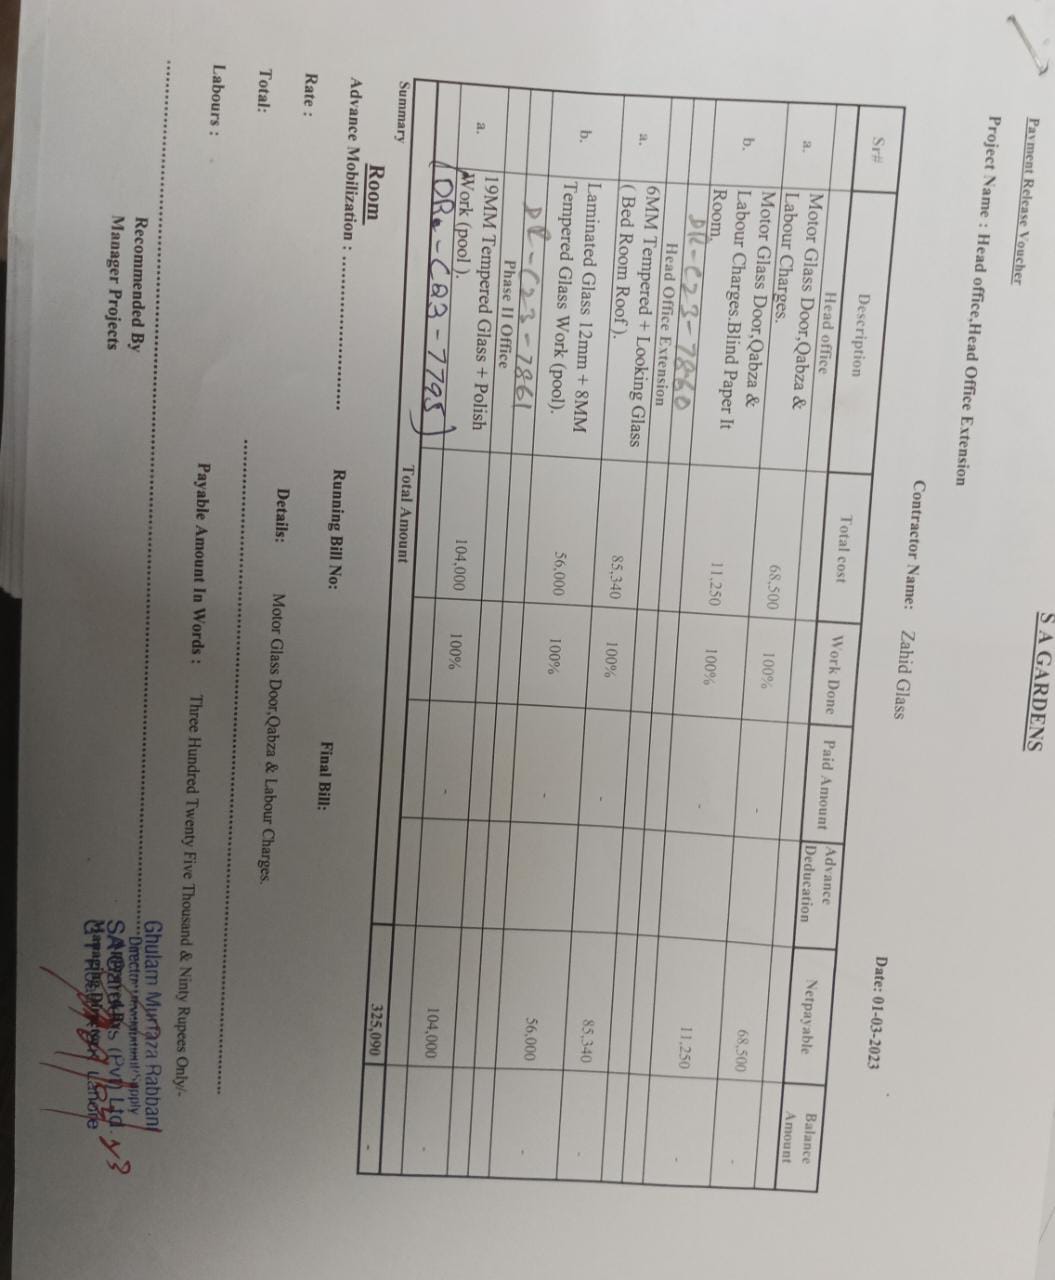 S A GARDENS
Payment Release Voucher
Project Name : Head office,Head Office Extension
Contractor Name: Zahid Glass
Date: 01-03-2023
Sr# Description Total cost Work Done Paid Amount Advance Deducation Netpayable Balance Amount
Head office
a. Motor Glass Door,Qabza & Labour Charges. 68,500 100% - 68,500 -
b. Motor Glass Door,Qabza & Labour Charges.Blind Paper It Room. 11,250 100% - 11,250 -
DR-C23-7860
Head Office Extension
a. 6MM Tempered + Looking Glass ( Bed Room Roof ). 85,340 100% - 85,340 -
b. Laminated Glass 12mm + 8MM Tempered Glass Work (pool). 56,000 100% - 56,000 -
DR-C23-7861
Phase II Office
a. 19MM Tempered Glass + Polish Work (pool ). 104,000 100% - 104,000 -
(DRe-C23-7795)
Total Amount 325,090 -
Summary
Room
Advance Mobilization : ................................
Running Bill No:
Final Bill:
Rate :
Total:
Details: Motor Glass Door,Qabza & Labour Charges.
Labours :
Payable Amount In Words : Three Hundred Twenty Five Thousand & Ninty Rupees Only/-
Recommended By
Manager Projects
Ghulam Murtaza Rabbani
Director
SA Gardens (Pvt) Ltd.
Managing Director
Lahore